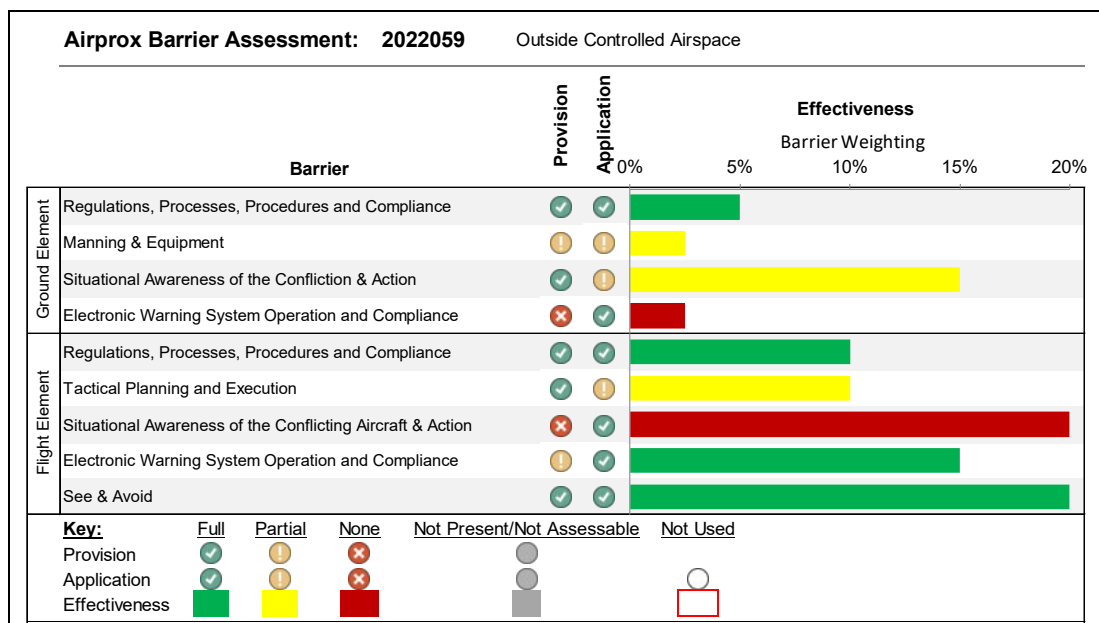 Airprox Barrier Assessment: 2022059 Outside Controlled Airspace
Barrier
Provision
Application
Effectiveness
Barrier Weighting
0% 5% 10% 15% 20%
Ground Element
Regulations, Processes, Procedures and Compliance
Manning & Equipment
Situational Awareness of the Confliction & Action
Electronic Warning System Operation and Compliance
Flight Element
Regulations, Processes, Procedures and Compliance
Tactical Planning and Execution
Situational Awareness of the Conflicting Aircraft & Action
Electronic Warning System Operation and Compliance
See & Avoid
Key: Full Partial None Not Present/Not Assessable Not Used
Provision
Application
Effectiveness